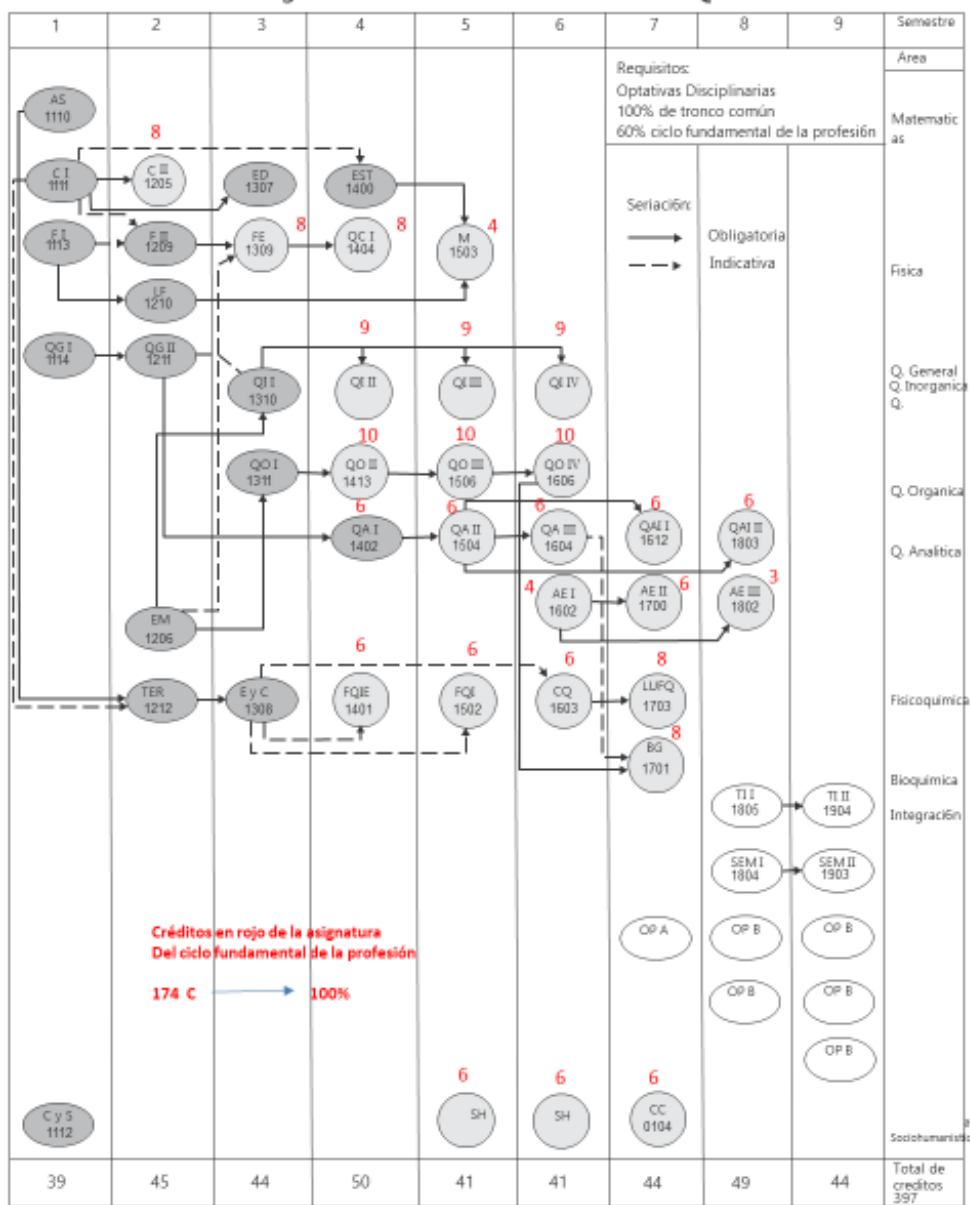 1 2 3 4 5 6 7 8 9 Semestre
Area
Requisitos:
Optativas Disciplinarias
100% de tronco común
60% ciclo fundamental de la profesi6n
AS
1110
Matematic
as
8
C I
1111
C II
1205
ED
1307
EST
1400
Seriaci6n:
Obligatoria
Indicativa
F I
1113
F II
1209
FE
1309
8
QC I
1404
8
M
1503
4
Fisica
LF
1210
9 9 9
QG I
1114
QG II
1211
QI I
1310
QI II
QI III
QI IV
Q. General
Q. Inorganica
Q.
10 10 10
QO I
1311
QO II
1413
QO III
1506
QO IV
1606
Q. Organica
6 6 6 6 6
QA I
1402
QA II
1504
QA III
1604
QAI I
1612
QAI II
1803
Q. Analitica
EM
1206
4
AE I
1602
AE II
1700
6
AE III
1802
3
6 6 6 8
TER
1212
E y C
1308
FQIE
1401
FQI
1502
CQ
1603
LUFQ
1703
Fisicoquimica
8
BG
1701
Bioquimica
TI I
1805
TI II
1904
Integraci6n
SEM I
1804
SEM II
1903
Créditos en rojo de la asignatura
Del ciclo fundamental de la profesión
174 C 100%
OP A
OP B
OP B
OP B
OP B
OP B
6 6 6
C y S
1112
SH
SH
CC
0104
a
Sociohumanistic
39 45 44 50 41 41 44 49 44 Total de
creditos
397